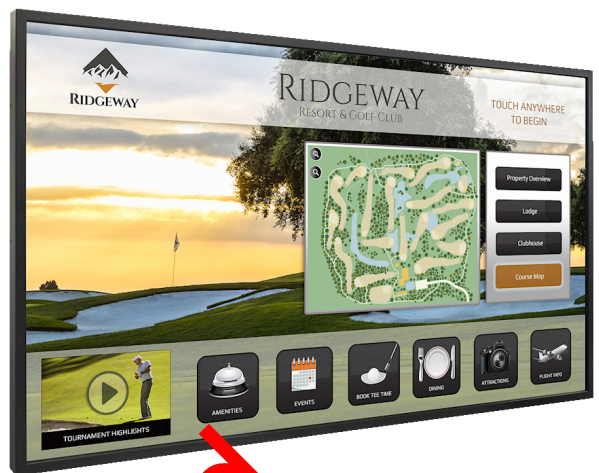 RIDGEWAY
RIDGEWAY
RESORT & GOLF CLUB
TOUCH ANYWHERE
TO BEGIN
Property Overview
Lodge
Clubhouse
Course Map
TOURNAMENT HIGHLIGHTS
AMENITIES
EVENTS
BOOK TEE TIME
DINING
ATTRACTIONS
FLIGHT INFO